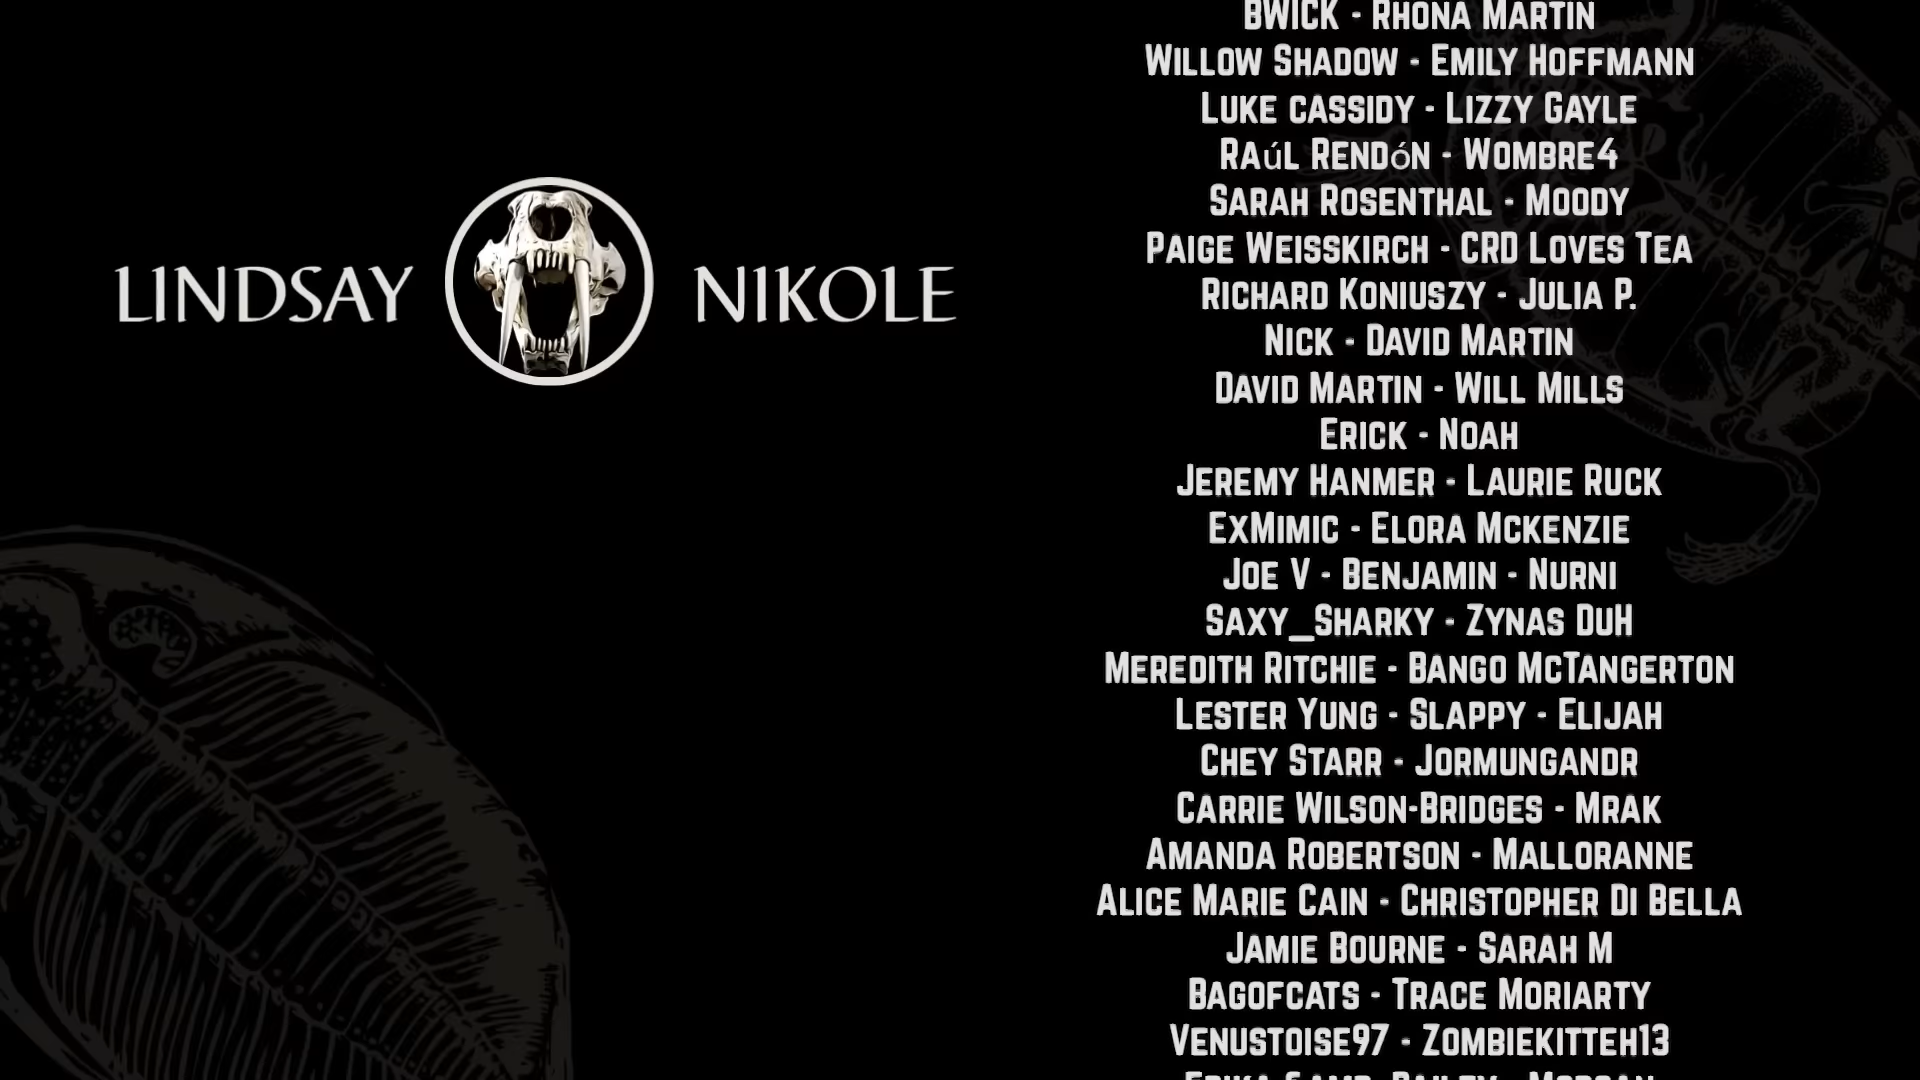 LINDSAY NIKOLE
BWICK - RHONA MARTIN
WILLOW SHADOW - EMILY HOFFMANN
LUKE CASSIDY - LIZZY GAYLE
RAúL RENDóN - WOMBRE4
SARAH ROSENTHAL - MOODY
PAIGE WEISSKIRCH - CRD LOVES TEA
RICHARD KONIUSZY - JULIA P.
NICK - DAVID MARTIN
DAVID MARTIN - WILL MILLS
ERICK - NOAH
JEREMY HANMER - LAURIE RUCK
EXMIMIC - ELORA MCKENZIE
JOE V - BENJAMIN - NURNI
SAXY_SHARKY - ZYNAS DUH
MEREDITH RITCHIE - BANGO MCTANGERTON
LESTER YUNG - SLAPPY - ELIJAH
CHEY STARR - JORMUNGANDR
CARRIE WILSON-BRIDGES - MRAK
AMANDA ROBERTSON - MALLORANNE
ALICE MARIE CAIN - CHRISTOPHER DI BELLA
JAMIE BOURNE - SARAH M
BAGOFCATS - TRACE MORIARTY
VENUSTOISE97 - ZOMBIEKITTEH13